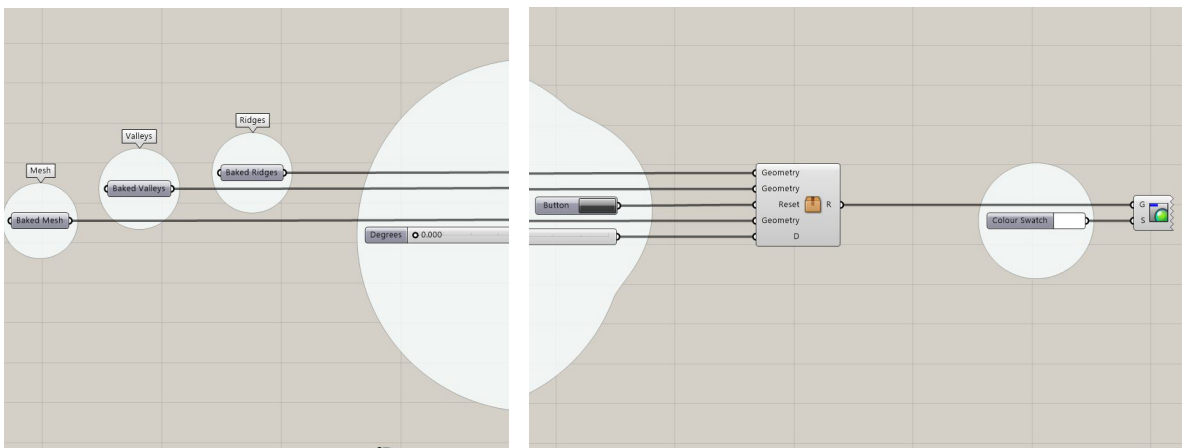 Mesh
Baked Mesh
Valleys
Baked Valleys
Ridges
Baked Ridges
Degrees 0.000
Button
Geometry
Geometry
Reset R
Geometry
D
Colour Swatch
G
S